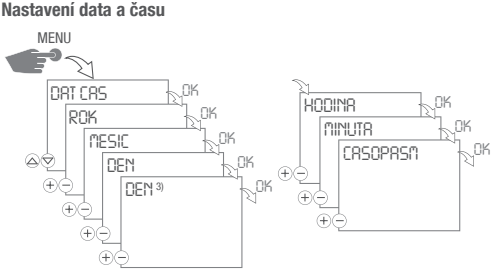 Nastavení data a času
MENU
DAT CAS
OK
ROK
OK
MESIC
OK
DEN
OK
DEN 3)
OK
HODINA
OK
MINUTA
OK
CASOPASM
OK